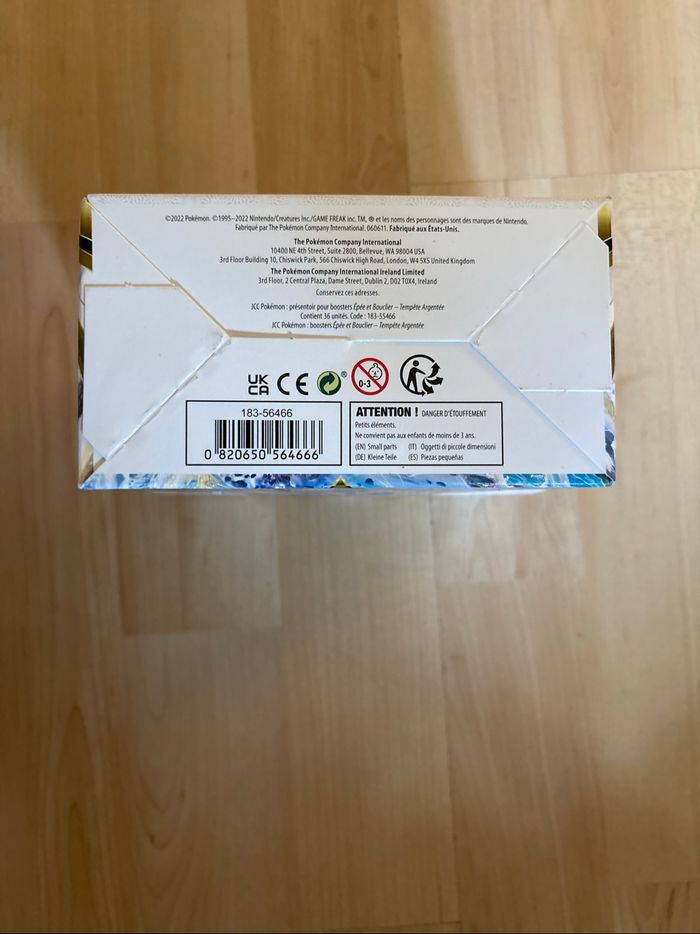 ©2022 Pokémon. ©1995–2022 Nintendo/Creatures Inc./GAME FREAK inc. TM, ® et les noms des personnages sont des marques de Nintendo.
Fabriqué par The Pokémon Company International. 060611. Fabriqué aux États-Unis.
The Pokémon Company International
10400 NE 4th Street, Suite 2800, Bellevue, WA 98004 USA
3rd Floor Building 10, Chiswick Park, 566 Chiswick High Road, London, W4 5XS United Kingdom
The Pokémon Company International Ireland Limited
3rd Floor, 2 Central Plaza, Dame Street, Dublin 2, D02 T0X4, Ireland
Conservez ces adresses.
JCC Pokémon : présentoir pour boosters Épée et Bouclier – Tempête Argentée
Contient 36 unités. Code : 183-55466
JCC Pokémon : boosters Épée et Bouclier – Tempête Argentée
UK
CA
CE
®
0-3
183-56466
0 820650 564666
ATTENTION ! DANGER D'ÉTOUFFEMENT
Petits éléments.
Ne convient pas aux enfants de moins de 3 ans.
(EN) Small parts (IT) Oggetti di piccole dimensioni
(DE) Kleine Teile (ES) Piezas pequeñas